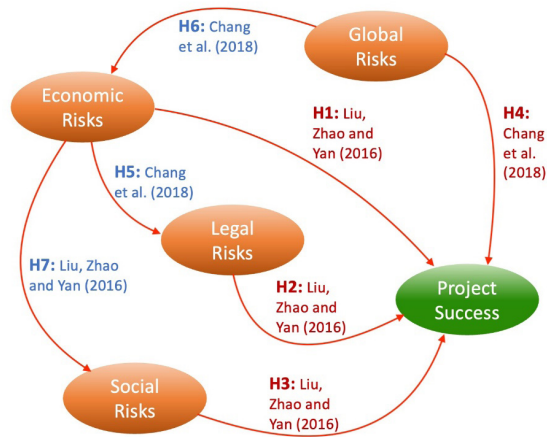 H6: Chang
et al. (2018)
Global
Risks
Economic
Risks
H1: Liu,
Zhao and
Yan (2016)
H4:
Chang
et al.
(2018)
H5: Chang
et al. (2018)
Legal
Risks
H7: Liu, Zhao
and Yan (2016)
H2: Liu,
Zhao and
Yan (2016)
Project
Success
Social
Risks
H3: Liu,
Zhao and
Yan (2016)